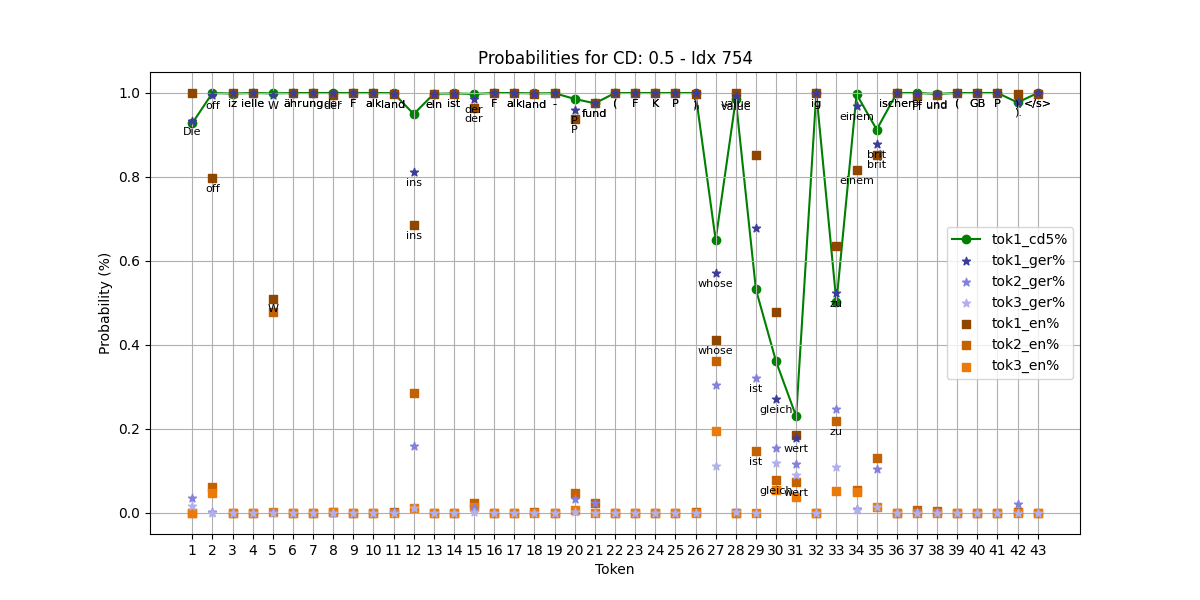 Probabilities for CD: 0.5 - Idx 754
Probability (%)
1.0
0.8
0.6
0.4
0.2
0.0
Die off iz ielle W ährung der F alk land ein ist F alk land - fund ( F K P ), value ig einem ischen Pf und ( GB P ). </s>
off
W
ins
ins
der
der
P
P
whose
whose
value
ist
ist
gleich
gleich
wert
wert
zu
zu
einem
brit
brit
tok1_cd5%
tok1_ger%
tok2_ger%
tok3_ger%
tok1_en%
tok2_en%
tok3_en%
1 2 3 4 5 6 7 8 9 10 11 12 13 14 15 16 17 18 19 20 21 22 23 24 25 26 27 28 29 30 31 32 33 34 35 36 37 38 39 40 41 42 43
Token